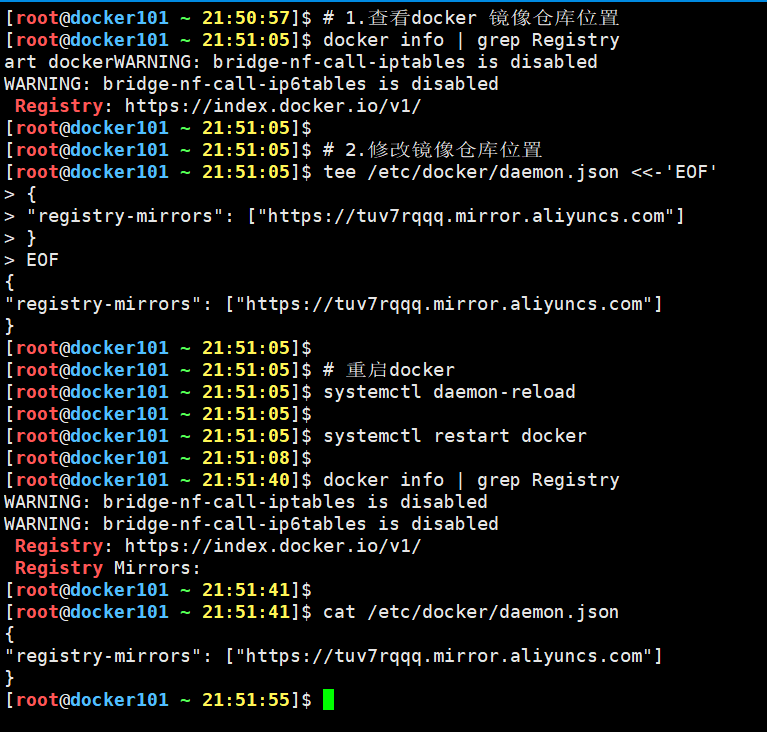 [root@docker101 ~ 21:50:57]$ # 1.查看docker 镜像仓库位置
[root@docker101 ~ 21:51:05]$ docker info | grep Registry
art dockerWARNING: bridge-nf-call-iptables is disabled
WARNING: bridge-nf-call-ip6tables is disabled
 Registry: https://index.docker.io/v1/
[root@docker101 ~ 21:51:05]$
[root@docker101 ~ 21:51:05]$ # 2.修改镜像仓库位置
[root@docker101 ~ 21:51:05]$ tee /etc/docker/daemon.json <<-'EOF'
> {
> "registry-mirrors": ["https://tuv7rqqq.mirror.aliyuncs.com"]
> }
> EOF
{
"registry-mirrors": ["https://tuv7rqqq.mirror.aliyuncs.com"]
}
[root@docker101 ~ 21:51:05]$
[root@docker101 ~ 21:51:05]$ # 重启docker
[root@docker101 ~ 21:51:05]$ systemctl daemon-reload
[root@docker101 ~ 21:51:05]$
[root@docker101 ~ 21:51:05]$ systemctl restart docker
[root@docker101 ~ 21:51:08]$
[root@docker101 ~ 21:51:40]$ docker info | grep Registry
WARNING: bridge-nf-call-iptables is disabled
WARNING: bridge-nf-call-ip6tables is disabled
 Registry: https://index.docker.io/v1/
 Registry Mirrors:
[root@docker101 ~ 21:51:41]$
[root@docker101 ~ 21:51:41]$ cat /etc/docker/daemon.json
{
"registry-mirrors": ["https://tuv7rqqq.mirror.aliyuncs.com"]
}
[root@docker101 ~ 21:51:55]$